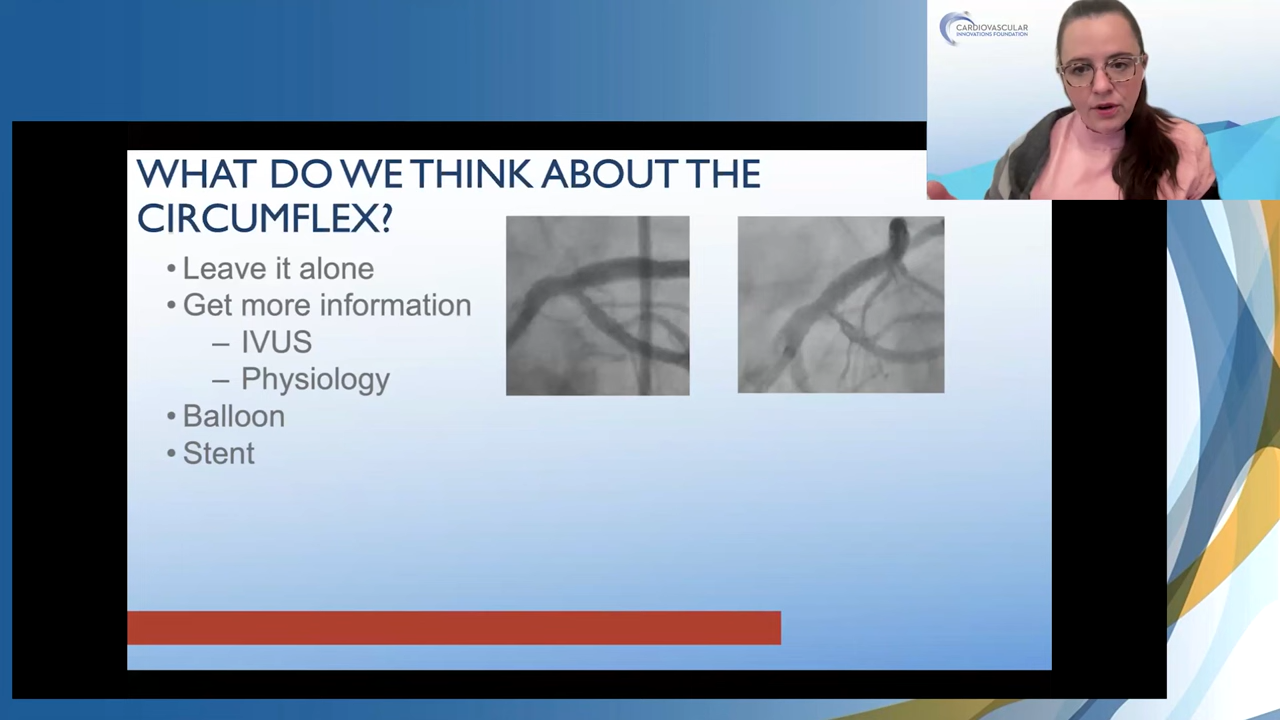 CARDIOVASCULAR
INNOVATIONS FOUNDATION
WHAT DO WE THINK ABOUT THE
CIRCUMFLEX?
• Leave it alone
• Get more information
– IVUS
– Physiology
• Balloon
• Stent